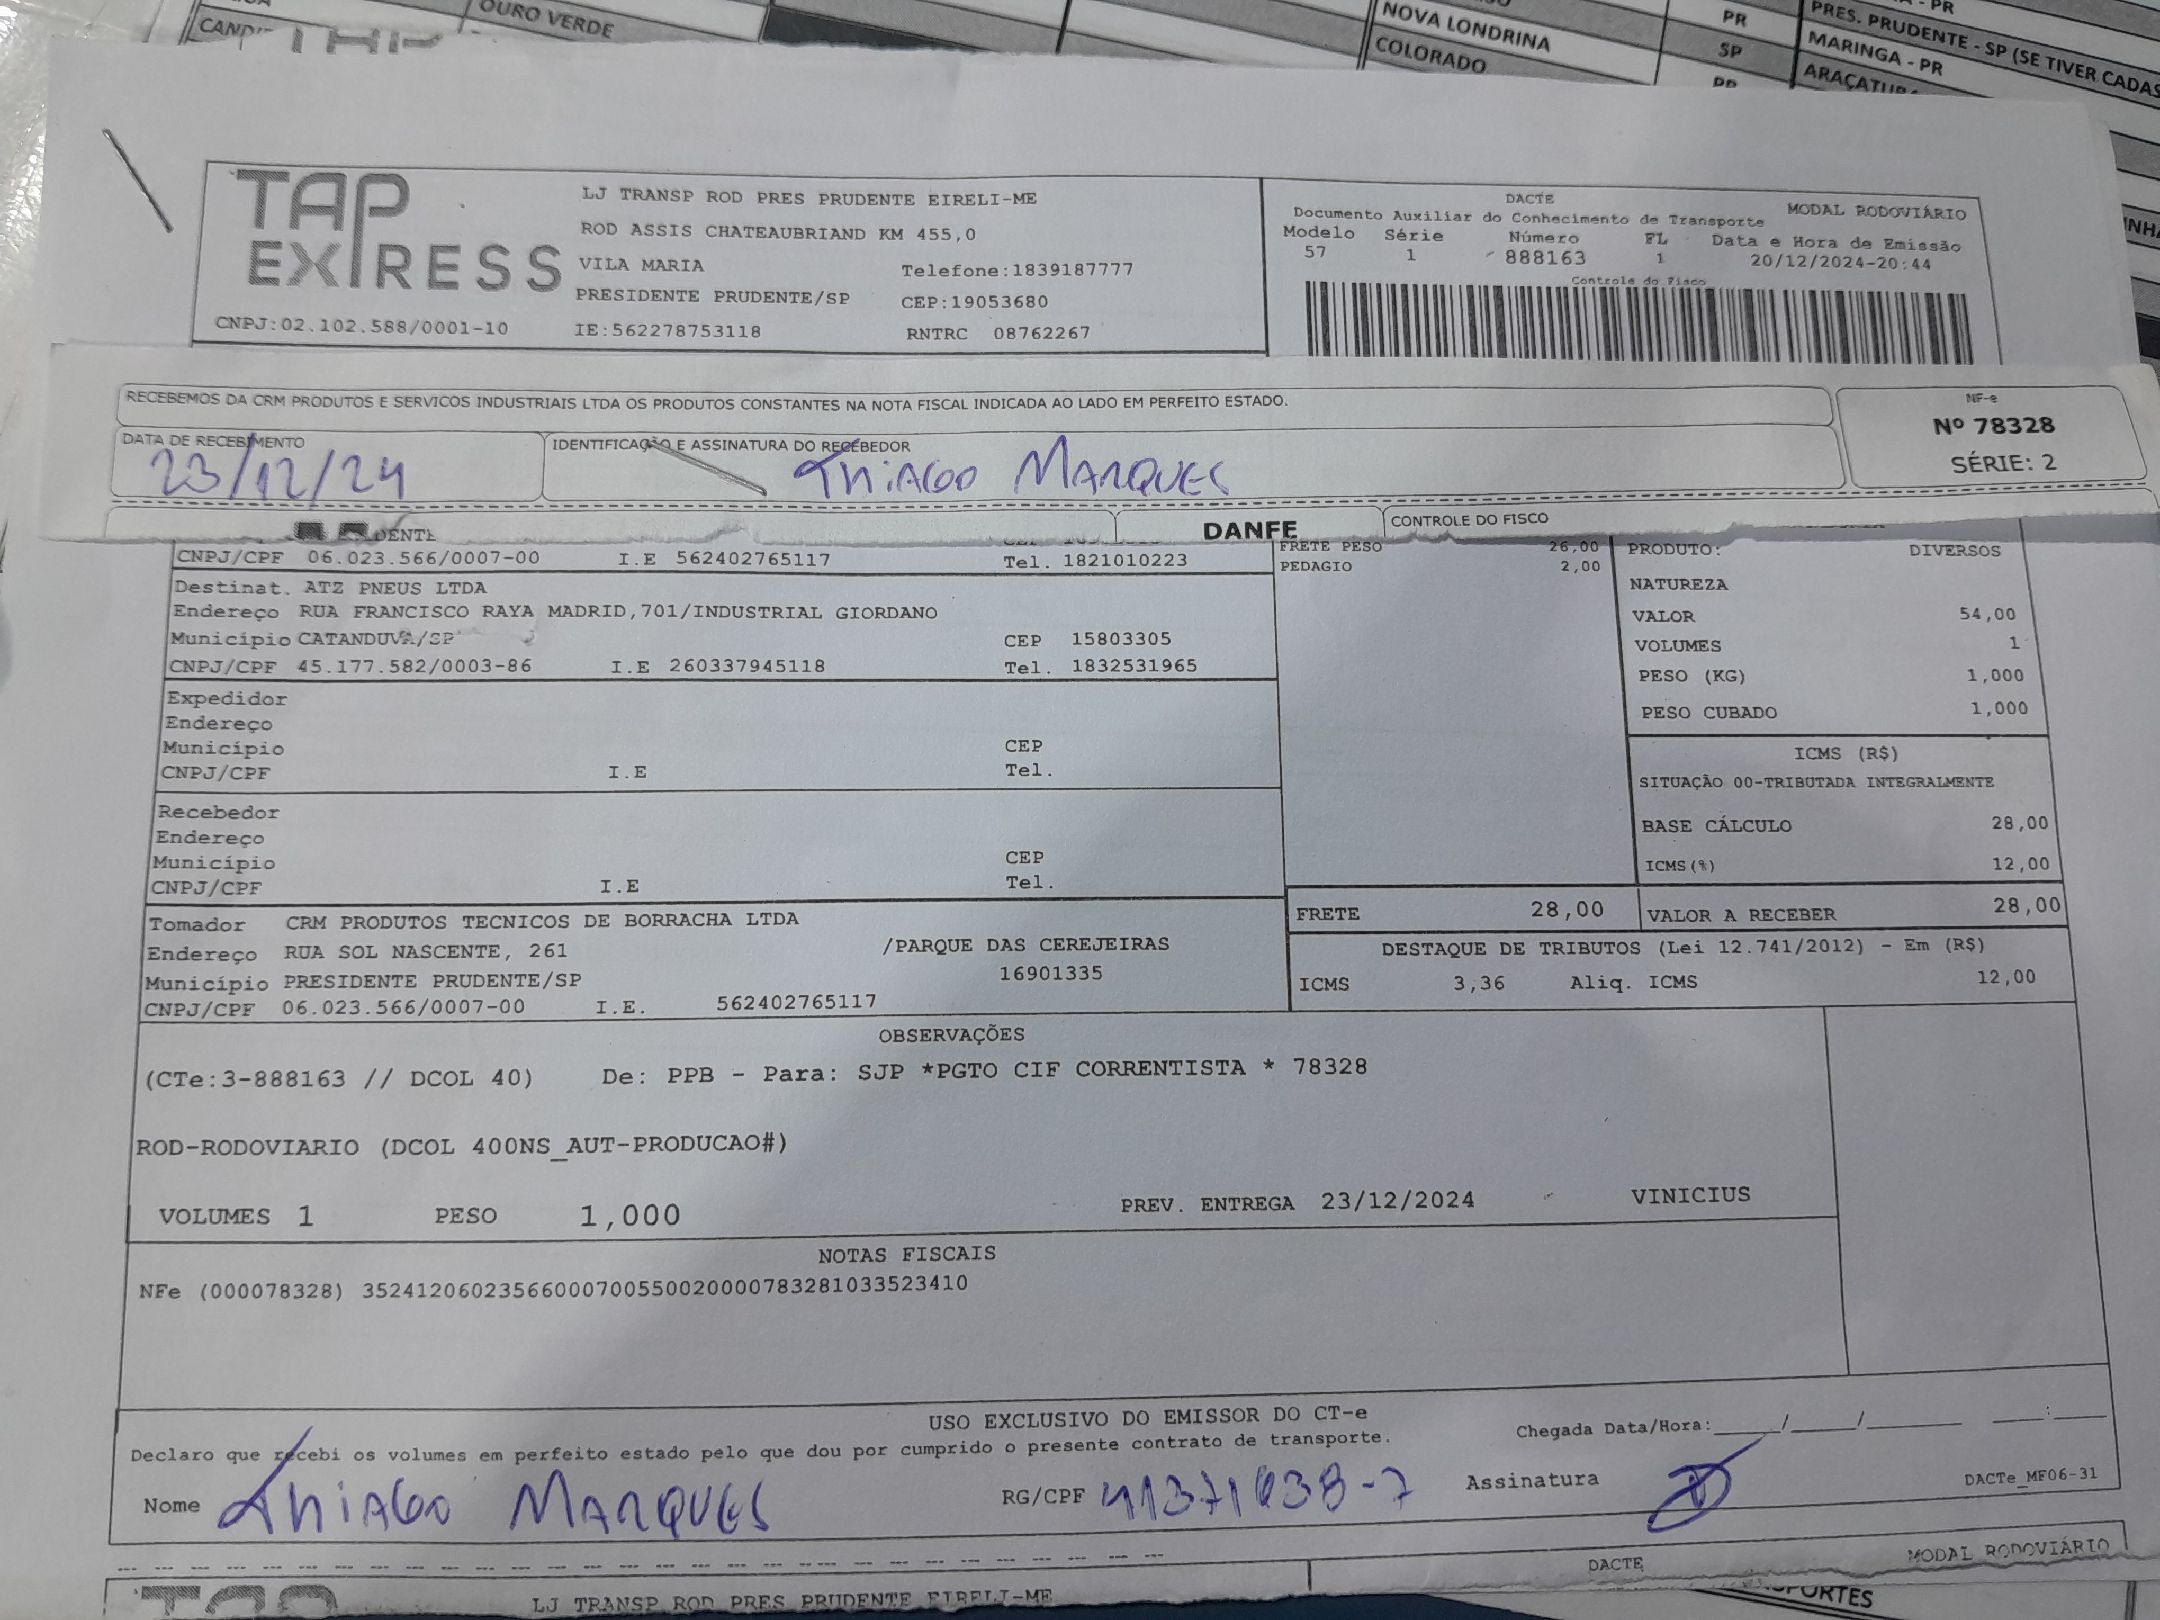 OURO VERDE
NOVA LONDRINA
PR
PRES. PRUDENTE - SP (SE TIVER CADAS
COLORADO
SP
MARINGA - PR
TAP EXPRESS
LJ TRANSP ROD PRES PRUDENTE EIRELI-ME
ROD ASSIS CHATEAUBRIAND KM 455,0
VILA MARIA Telefone:1839187777
PRESIDENTE PRUDENTE/SP CEP:19053680
CNPJ:02.102.588/0001-10 IE:562278753118 RNTRC 08762267
DACTE
Documento Auxiliar do Conhecimento de Transporte MODAL RODOVIÁRIO
Modelo Série Número FL Data e Hora de Emissão
57 1 888163 1 20/12/2024-20:44
Controle do Fisco
RECEBEMOS DA CRM PRODUTOS E SERVICOS INDUSTRIAIS LTDA OS PRODUTOS CONSTANTES NA NOTA FISCAL INDICADA AO LADO EM PERFEITO ESTADO.
NF-e
Nº 78328
SÉRIE: 2
DATA DE RECEBIMENTO IDENTIFICAÇÃO E ASSINATURA DO RECEBEDOR
23/12/24 Thiago Marques
DENTE DANFE CONTROLE DO FISCO
CNPJ/CPF 06.023.566/0007-00 I.E 562402765117 Tel. 1821010223
FRETE PESO 26,00
PEDAGIO 2,00
PRODUTO: DIVERSOS
NATUREZA
VALOR 54,00
VOLUMES 1
PESO (KG) 1,000
PESO CUBADO 1,000
Destinat. ATZ PNEUS LTDA
Endereço RUA FRANCISCO RAYA MADRID,701/INDUSTRIAL GIORDANO
Município CATANDUVA/SP CEP 15803305
CNPJ/CPF 45.177.582/0003-86 I.E 260337945118 Tel. 1832531965
Expedidor
Endereço
Município CEP
CNPJ/CPF I.E Tel.
ICMS (R$)
SITUAÇÃO 00-TRIBUTADA INTEGRALMENTE
BASE CÁLCULO 28,00
ICMS(%) 12,00
Recebedor
Endereço
Município CEP
CNPJ/CPF I.E Tel.
FRETE 28,00 VALOR A RECEBER 28,00
Tomador CRM PRODUTOS TECNICOS DE BORRACHA LTDA
Endereço RUA SOL NASCENTE, 261 /PARQUE DAS CEREJEIRAS
Município PRESIDENTE PRUDENTE/SP 16901335
CNPJ/CPF 06.023.566/0007-00 I.E. 562402765117
DESTAQUE DE TRIBUTOS (Lei 12.741/2012) - Em (R$)
ICMS 3,36 Aliq. ICMS 12,00
OBSERVAÇÕES
(CTe:3-888163 // DCOL 40) De: PPB - Para: SJP *PGTO CIF CORRENTISTA * 78328
ROD-RODOVIARIO (DCOL 400NS_AUT-PRODUCAO#)
VOLUMES 1 PESO 1,000 PREV. ENTREGA 23/12/2024 VINICIUS
NOTAS FISCAIS
NFe (000078328) 35241206023566000700550020000783281033523410
USO EXCLUSIVO DO EMISSOR DO CT-e
Declaro que recebi os volumes em perfeito estado pelo que dou por cumprido o presente contrato de transporte.
Chegada Data/Hora:____/____/______ ___:___
Nome Thiago Marques RG/CPF Assinatura
DACTe_MF06-31
DACTE MODAL RODOVIÁRIO
LJ TRANSP ROD PRES PRUDENTE EIRELI-ME